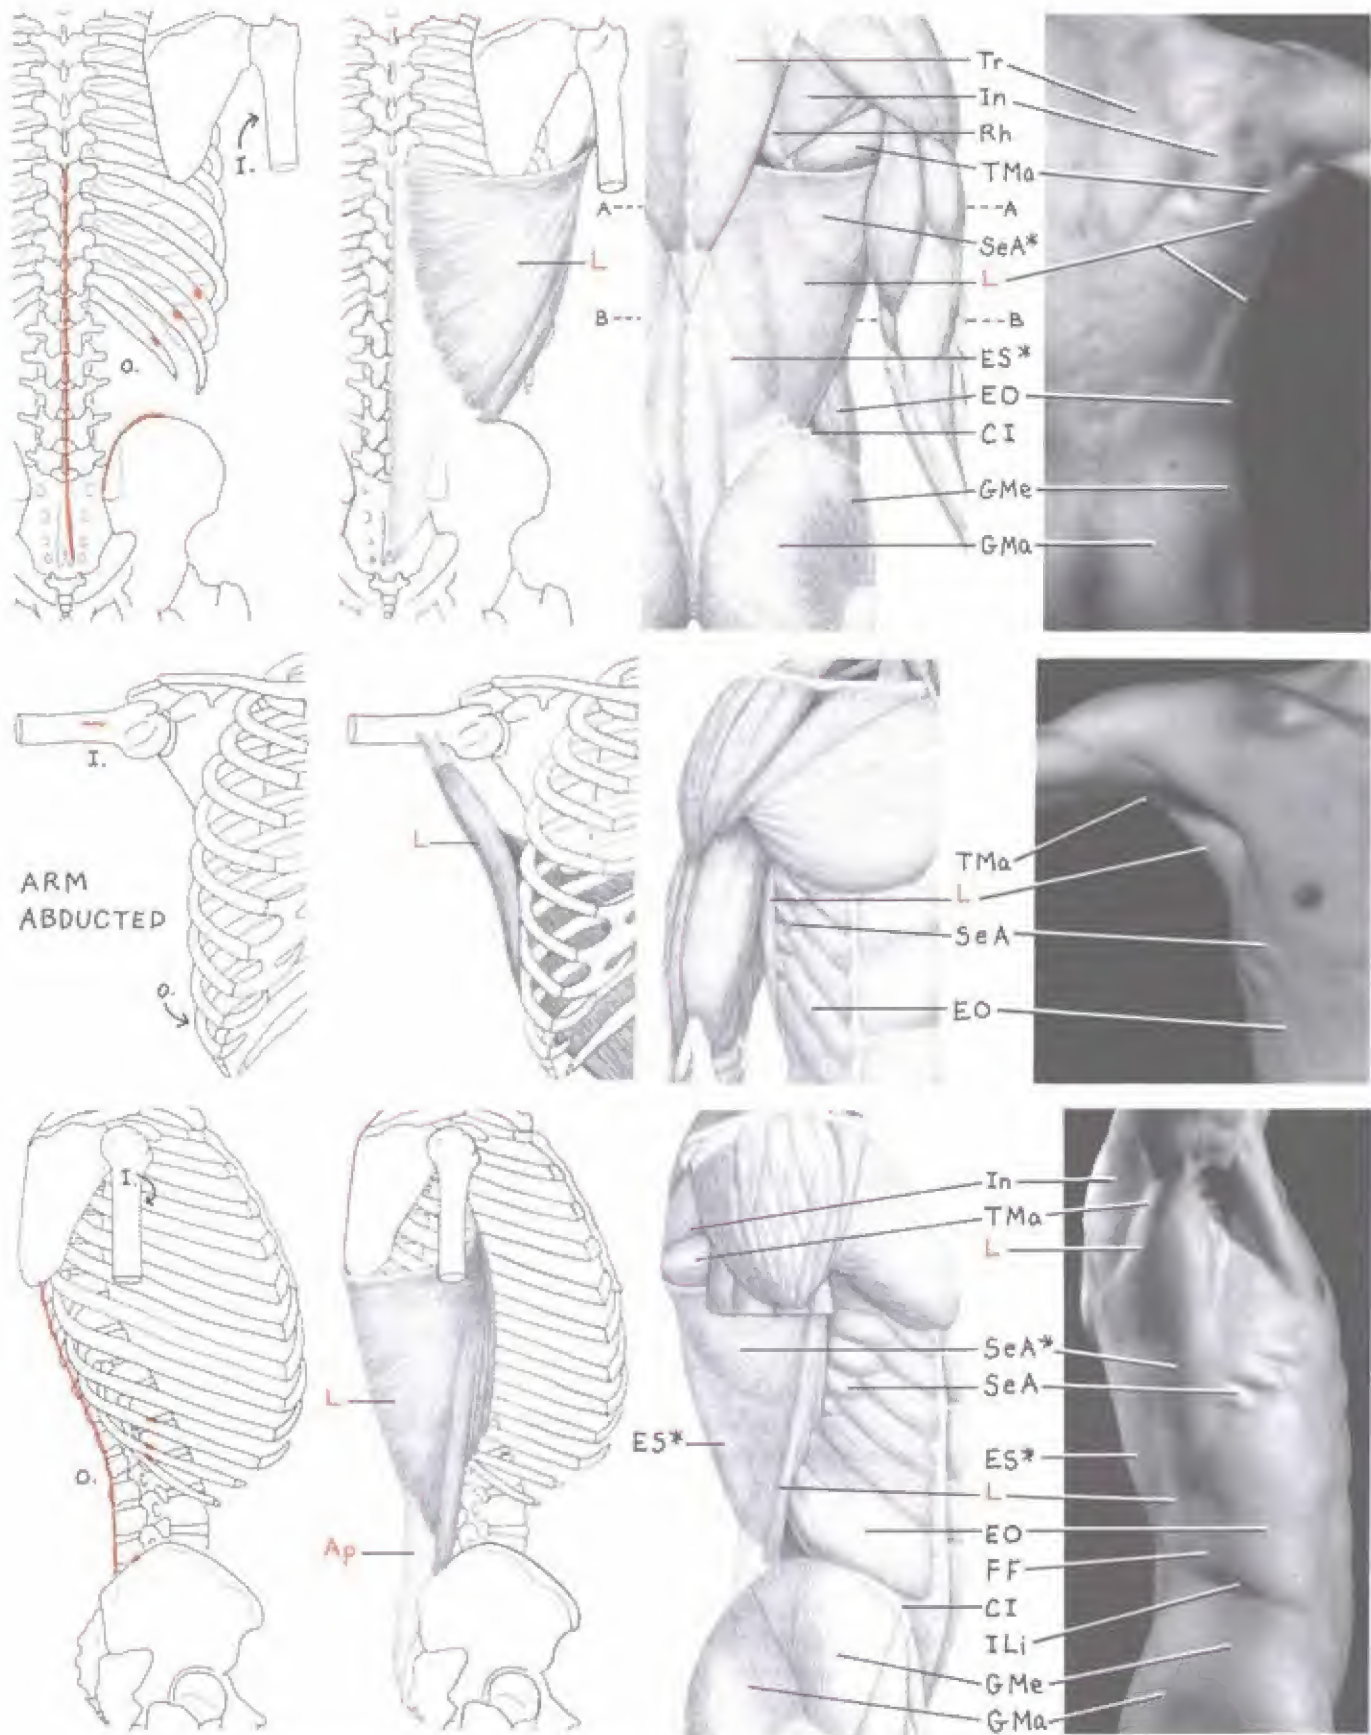 I.
O.
L
A
B
Tr
In
Rh
TMa
A
SeA*
L
B
ES*
EO
CI
GMe
GMa
I.
ARM
ABDUCTED
O.
L
TMa
L
SeA
EO
I.
O.
L
Ap
ES*
In
TMa
L
SeA*
SeA
ES*
L
EO
FF
CI
ILi
GMe
GMa